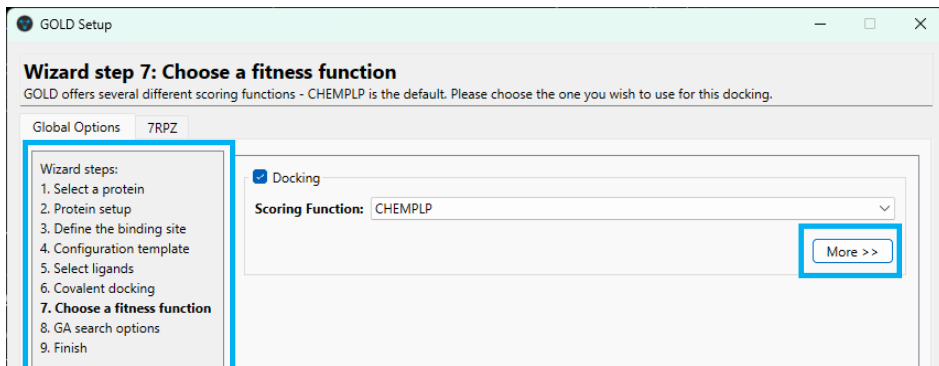 GOLD Setup
Wizard step 7: Choose a fitness function
GOLD offers several different scoring functions - CHEMPLP is the default. Please choose the one you wish to use for this docking.
Global Options 7RPZ
Wizard steps:
1. Select a protein
2. Protein setup
3. Define the binding site
4. Configuration template
5. Select ligands
6. Covalent docking
7. Choose a fitness function
8. GA search options
9. Finish
Docking
Scoring Function: CHEMPLP
More >>